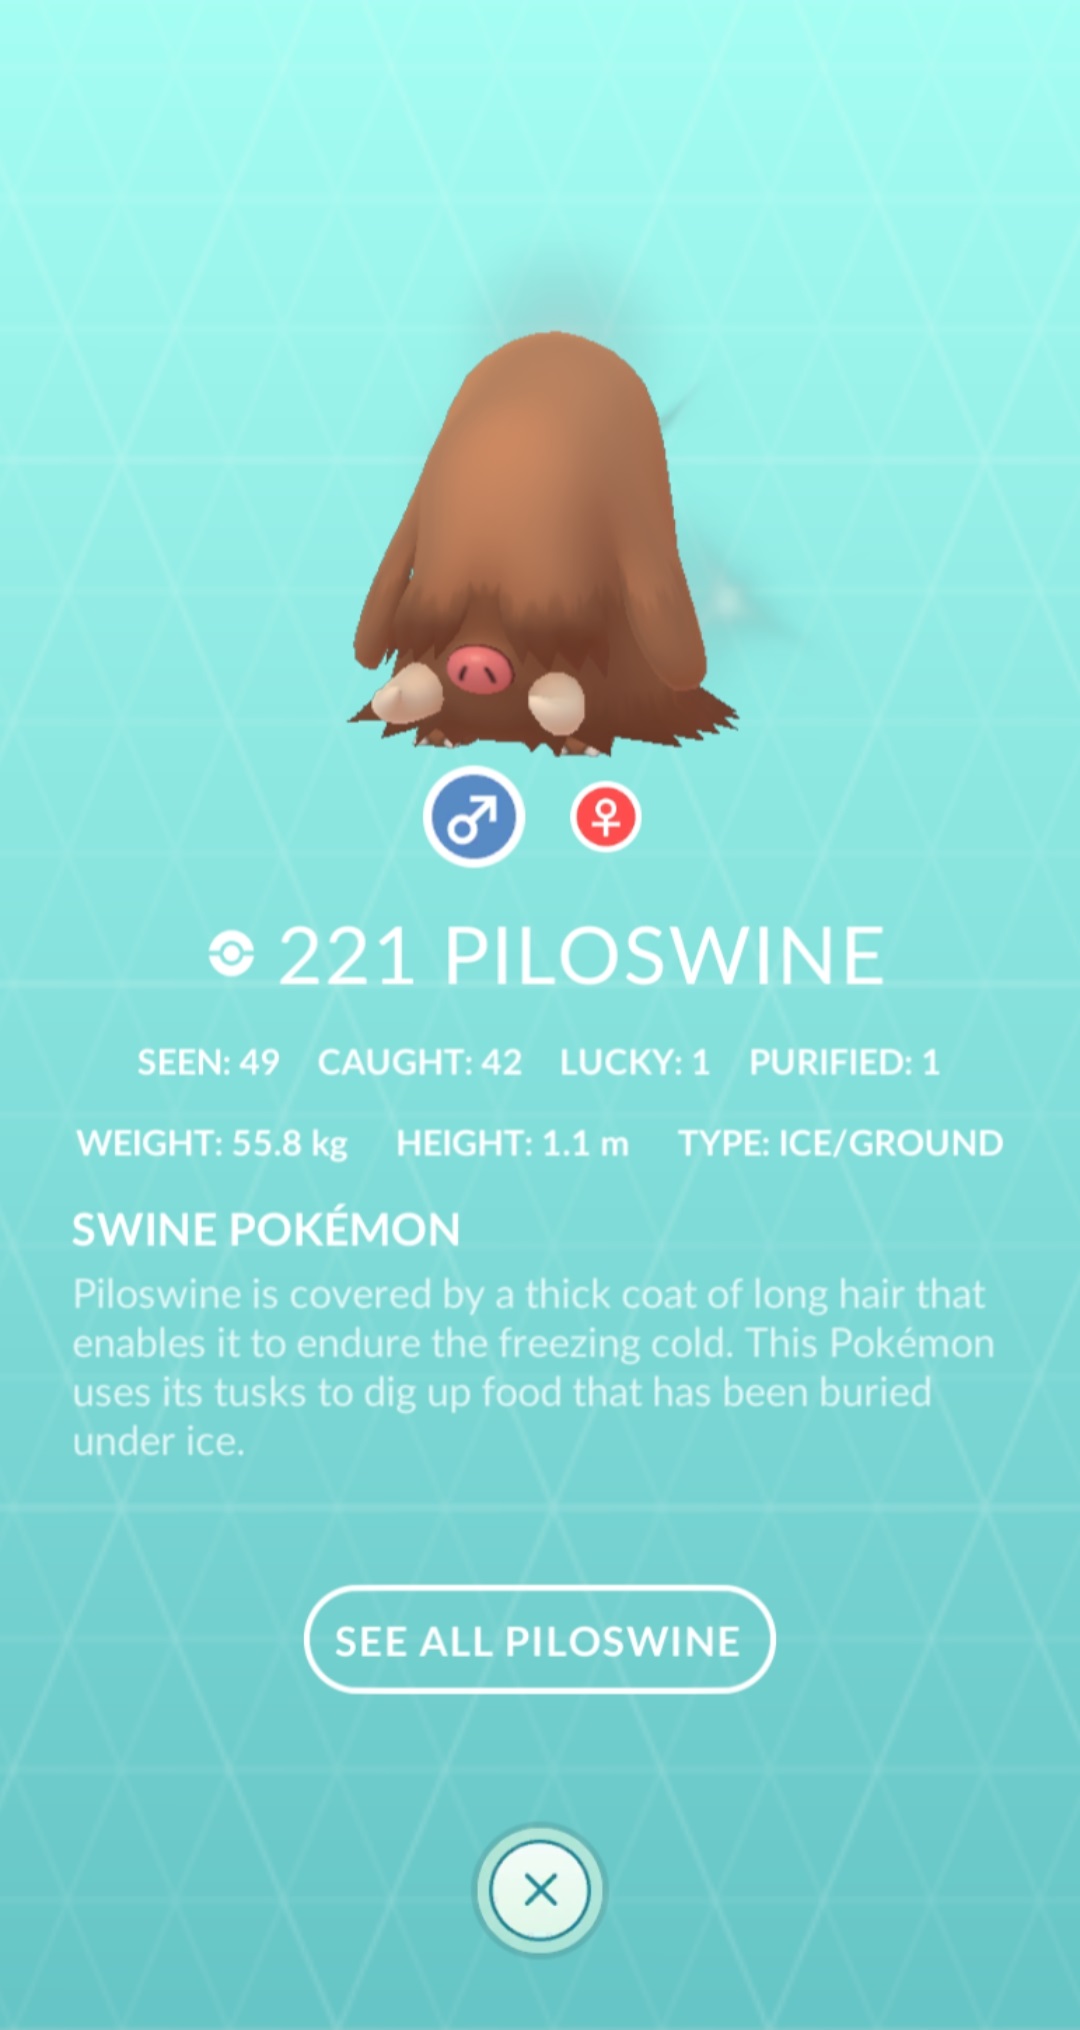 221 PILOSWINE
SEEN: 49 CAUGHT: 42 LUCKY: 1 PURIFIED: 1
WEIGHT: 55.8 kg HEIGHT: 1.1 m TYPE: ICE/GROUND
SWINE POKÉMON
Piloswine is covered by a thick coat of long hair that
enables it to endure the freezing cold. This Pokémon
uses its tusks to dig up food that has been buried
under ice.
SEE ALL PILOSWINE